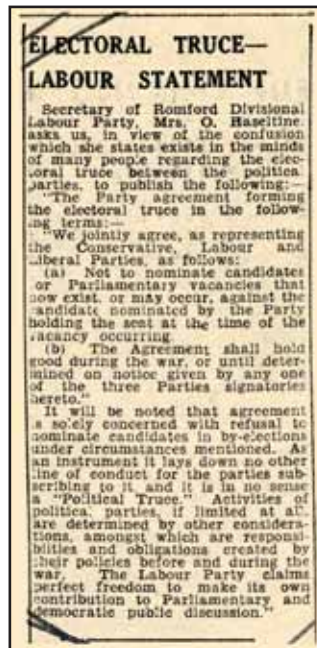 ELECTORAL TRUCE—
LABOUR STATEMENT
Secretary of Romford Divisional
Labour Party, Mrs. O. Haseltine,
asks us, in view of the confusion
which she states exists in the minds
of many people regarding the elec-
toral truce between the political
parties, to publish the following:—
"The Party agreement forming
the electoral truce in the follow-
ing terms:—
"We jointly agree, as representing
the Conservative, Labour and
Liberal Parties, as follows:
(a) Not to nominate candidates
for Parliamentary vacancies that
now exist, or may occur, against the
candidate nominated by the Party
holding the seat at the time of the
vacancy occurring.
(b) The Agreement shall hold
good during the war, or until deter-
mined on notice given by any one
of the three Parties signatories
hereto."
It will be noted that agreement
is solely concerned with refusal to
nominate candidates in by-elections
under circumstances mentioned. As
an instrument it lays down no other
line of conduct for the parties sub-
scribing to it, and it is in no sense
a "Political Truce." Activities of
political parties, if limited at all,
are determined by other considera-
tions, amongst which are responsi-
bilities and obligations created by
their policies before and during the
war. The Labour Party claims
perfect freedom to make its own
contribution to Parliamentary and
democratic public discussion."